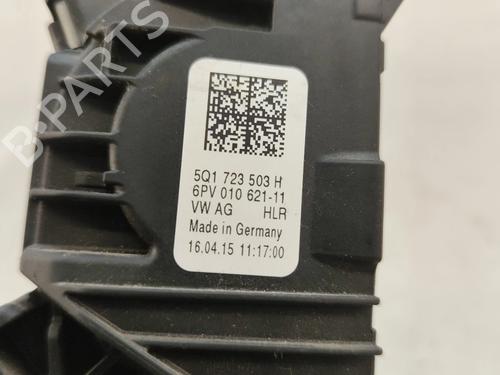 B-PARTS
5Q1 723 503 H
6PV 010 621-11
VW AG HLR
Made in Germany
16.04.15 11:17:00